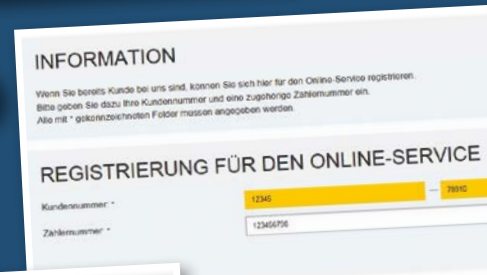 INFORMATION
Wenn Sie bereits Kunde bei uns sind, können Sie sich hier für den Online-Service registrieren.
Bitte geben Sie dazu Ihre Kundennummer und eine zugehörige Zählernummer ein.
Alle mit * gekennzeichneten Felder müssen angegeben werden.
REGISTRIERUNG FÜR DEN ONLINE-SERVICE
Kundennummer * 12345 — 78910
Zählernummer *